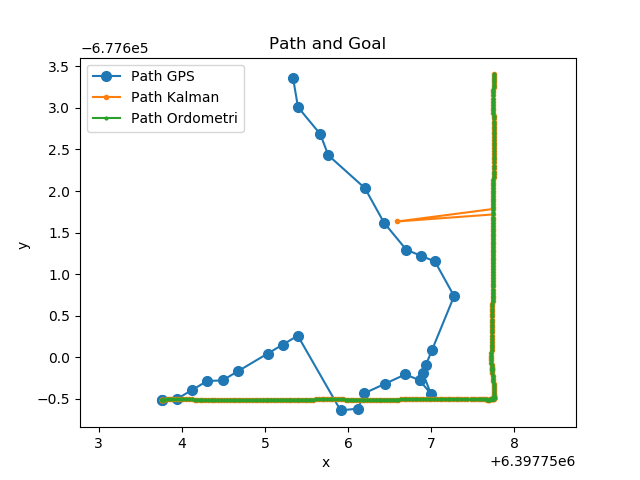 Path and Goal
−6.776e5
Path GPS
Path Kalman
Path Ordometri
3.5
3.0
2.5
2.0
1.5
1.0
0.5
0.0
−0.5
y
3 4 5 6 7 8
x
+6.39775e6